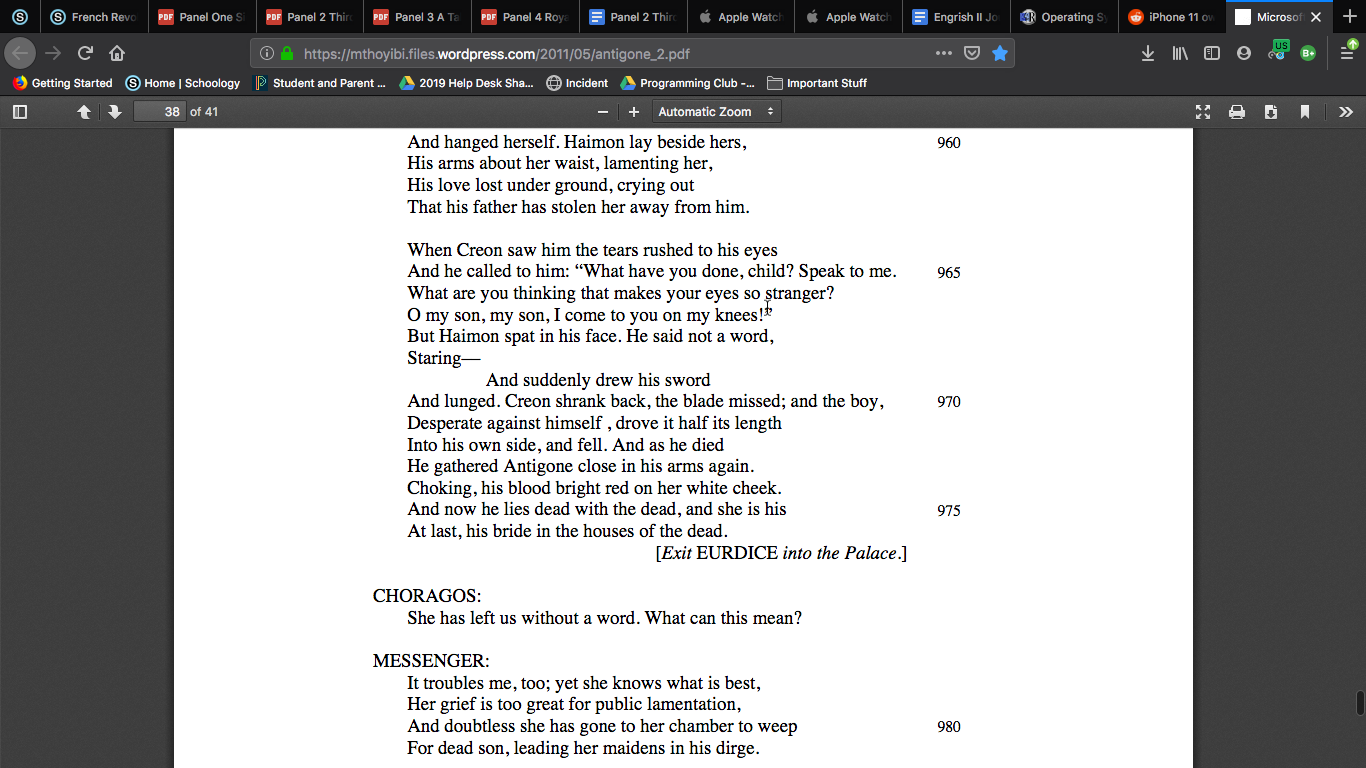 French Revo
PDF Panel One Si
PDF Panel 2 Thir
PDF Panel 3 A Ta
PDF Panel 4 Roya
Panel 2 Thir
Apple Watch
Apple Watch
Engrish II Jo
Operating Sy
iPhone 11 ow
Microsof
https://mthoyibi.files.wordpress.com/2011/05/antigone_2.pdf
US
B+
Getting Started
Home | Schoology
Student and Parent ...
2019 Help Desk Sha...
Incident
Programming Club -...
Important Stuff
38 of 41
Automatic Zoom
And hanged herself. Haimon lay beside hers, 960
His arms about her waist, lamenting her,
His love lost under ground, crying out
That his father has stolen her away from him.
When Creon saw him the tears rushed to his eyes
And he called to him: “What have you done, child? Speak to me. 965
What are you thinking that makes your eyes so stranger?
O my son, my son, I come to you on my knees!”
But Haimon spat in his face. He said not a word,
Staring—
And suddenly drew his sword
And lunged. Creon shrank back, the blade missed; and the boy, 970
Desperate against himself , drove it half its length
Into his own side, and fell. And as he died
He gathered Antigone close in his arms again.
Choking, his blood bright red on her white cheek.
And now he lies dead with the dead, and she is his 975
At last, his bride in the houses of the dead.
[Exit EURDICE into the Palace.]
CHORAGOS:
She has left us without a word. What can this mean?
MESSENGER:
It troubles me, too; yet she knows what is best,
Her grief is too great for public lamentation,
And doubtless she has gone to her chamber to weep 980
For dead son, leading her maidens in his dirge.